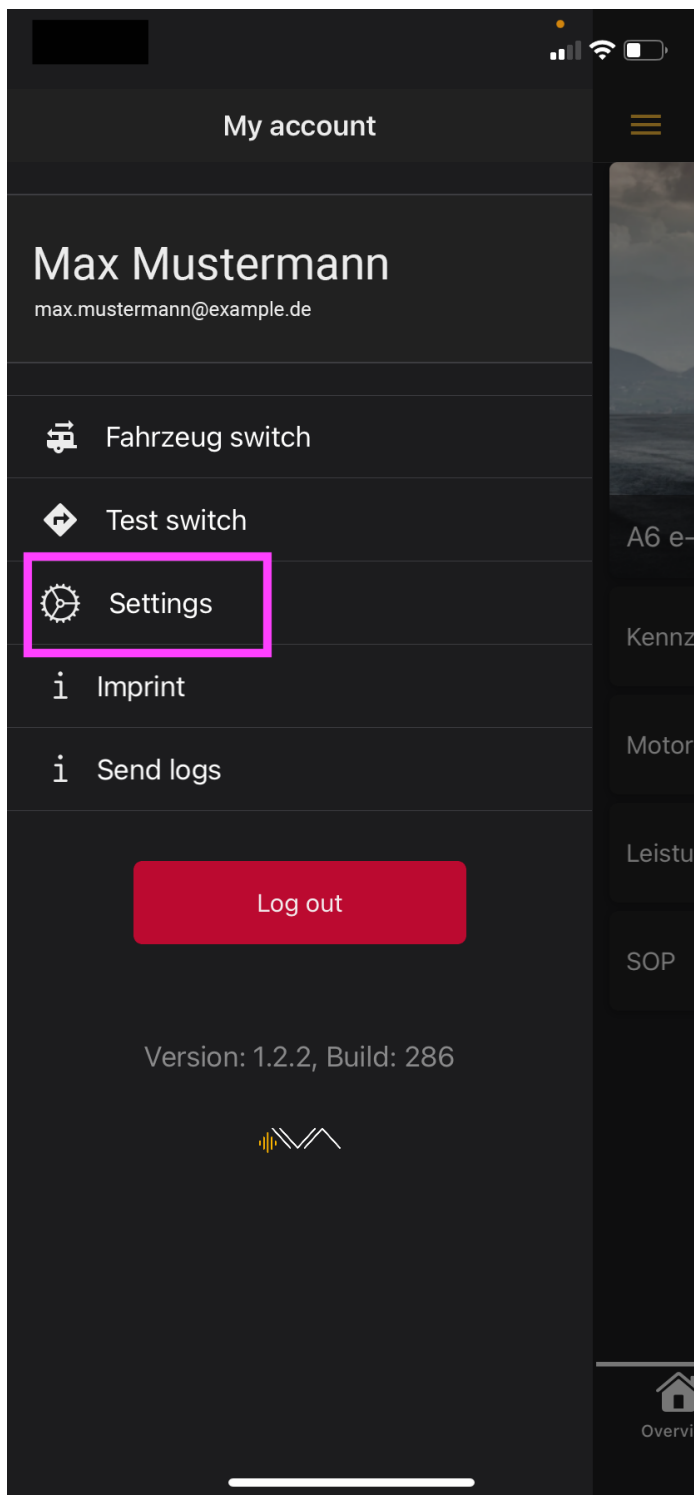 My account
Max Mustermann
max.mustermann@example.de
Fahrzeug switch
Test switch
Settings
Imprint
Send logs
Log out
Version: 1.2.2, Build: 286
A6 e-
Kennz
Motor
Leistu
SOP
Overvi